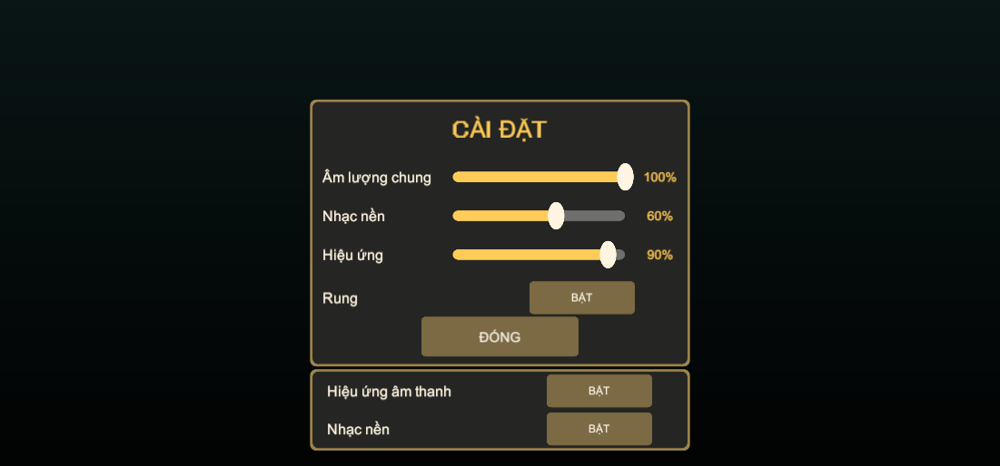 CÀI ĐẶT
Âm lượng chung 100%
Nhạc nền 60%
Hiệu ứng 90%
Rung BẬT
ĐÓNG
Hiệu ứng âm thanh BẬT
Nhạc nền BẬT